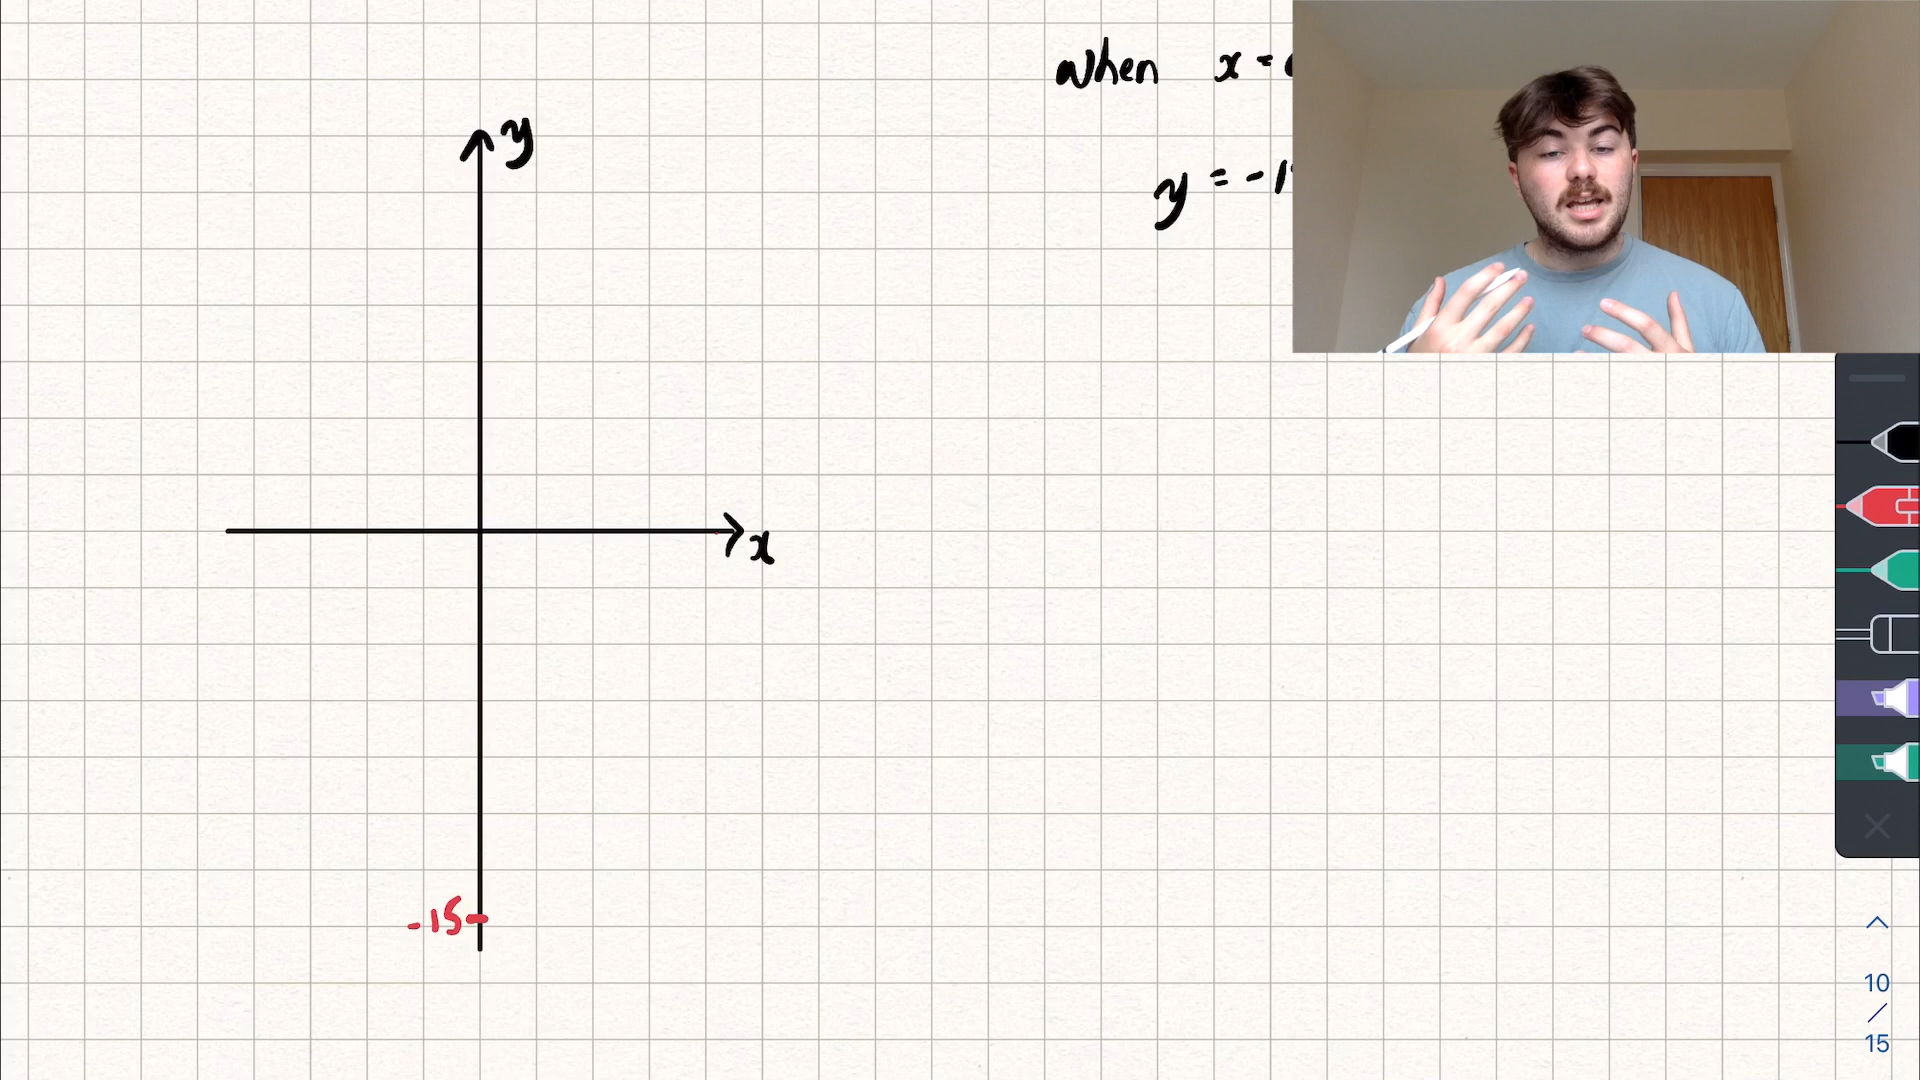 when x =
y = -1
y
x
-15
10
/
15